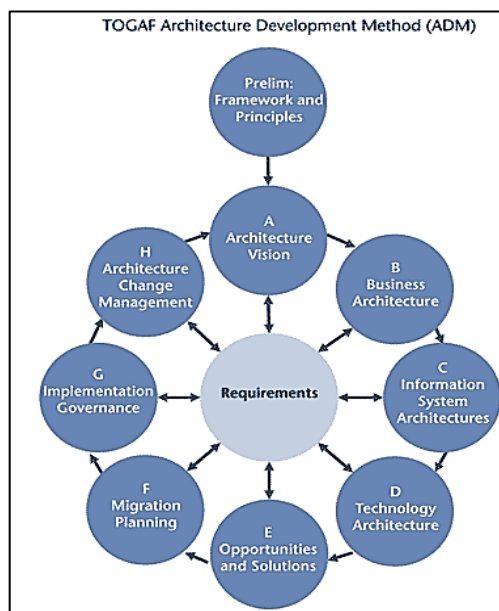 TOGAF Architecture Development Method (ADM)
Prelim:
Framework and
Principles
A
Architecture
Vision
B
Business
Architecture
C
Information
System
Architectures
D
Technology
Architecture
E
Opportunities
and Solutions
F
Migration
Planning
G
Implementation
Governance
H
Architecture
Change
Management
Requirements